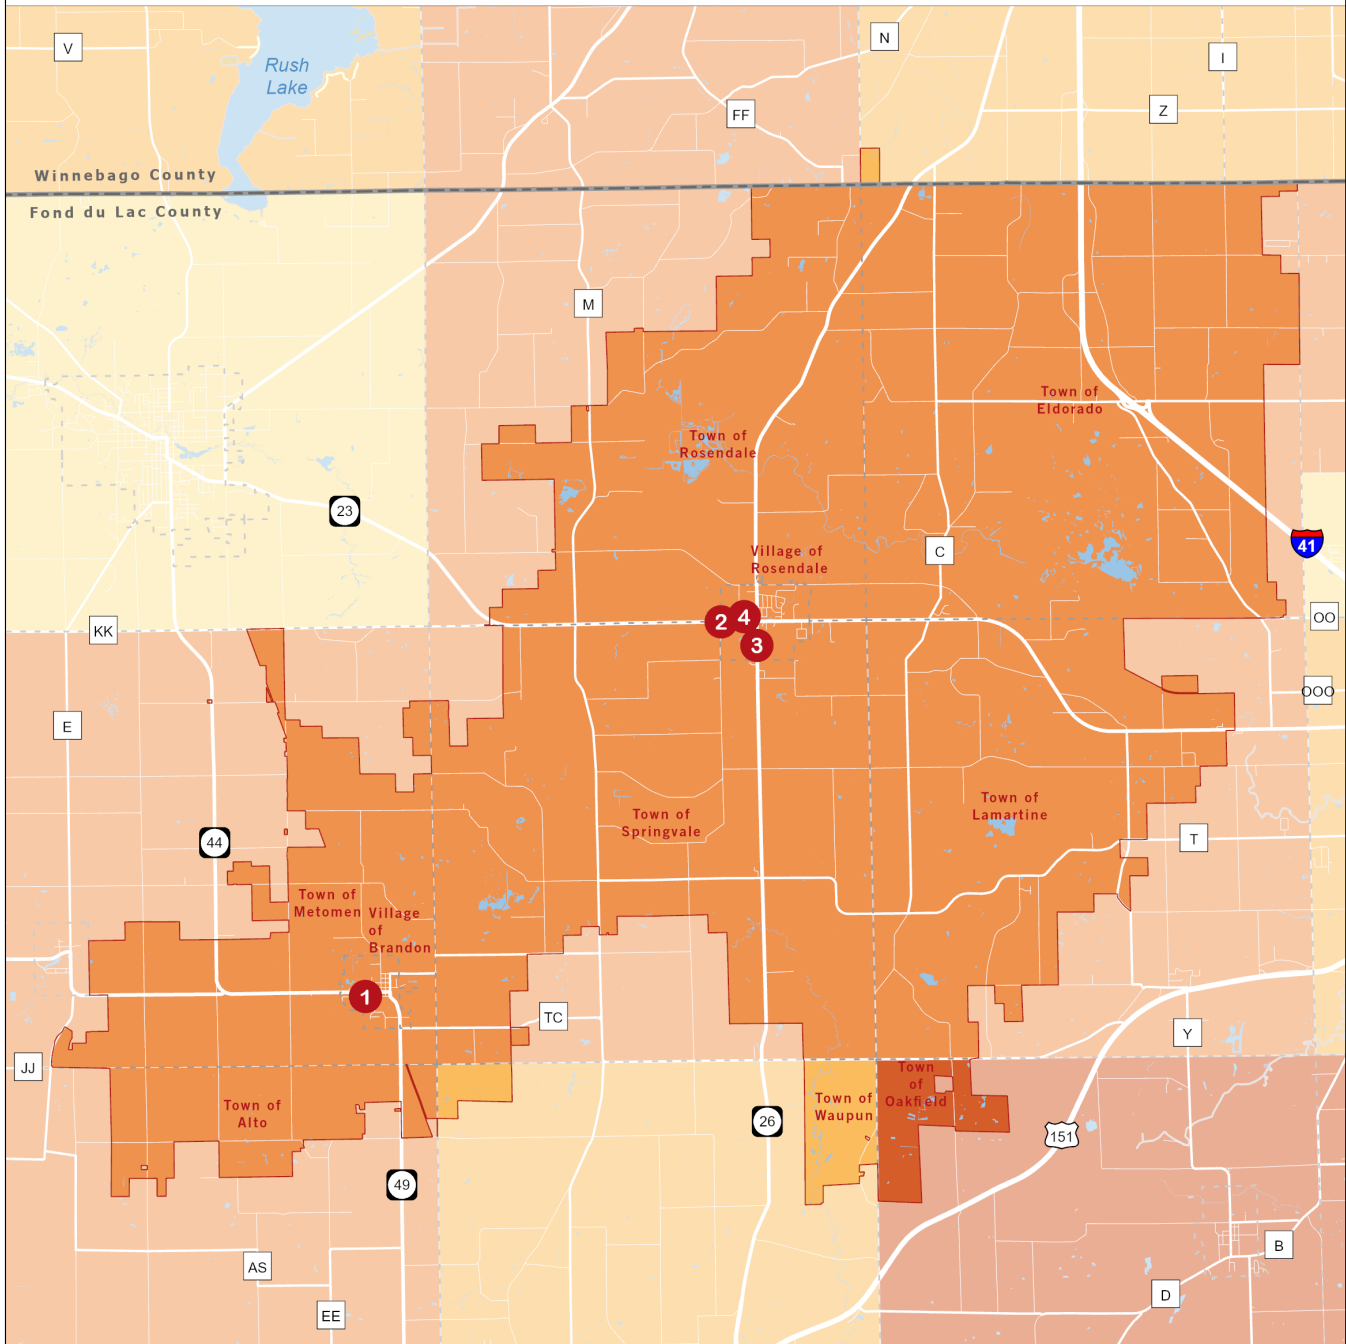 V
N
I
Rush
Lake
Z
FF
Winnebago County
Fond du Lac County
M
Town of
Eldorado
Town of
Rosendale
23
Village of
Rosendale
C
41
2
4
3
KK
OO
OOO
E
Town of
Springvale
Town of
Lamartine
44
T
Town of
Metomen
Village
of
Brandon
1
TC
Y
JJ
Town of
Alto
Town of
Waupun
Town
of
Oakfield
26
151
49
B
AS
D
EE